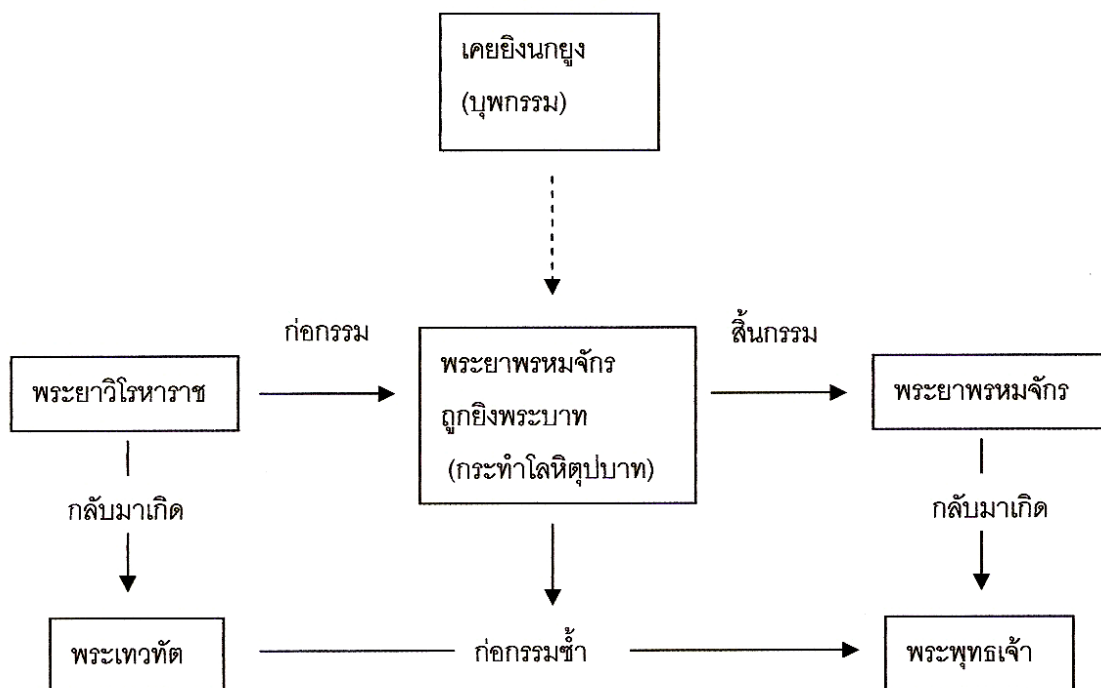 เคยยิงนกยูง
(บุพกรรม)
ก่อกรรม
สิ้นกรรม
พระยาวิโรหาราช
พระยาพรหมจักร
ถูกยิงพระบาท
(กระทำโลหิตุปบาท)
พระยาพรหมจักร
กลับมาเกิด
กลับมาเกิด
พระเทวทัต
ก่อกรรมซ้ำ
พระพุทธเจ้า